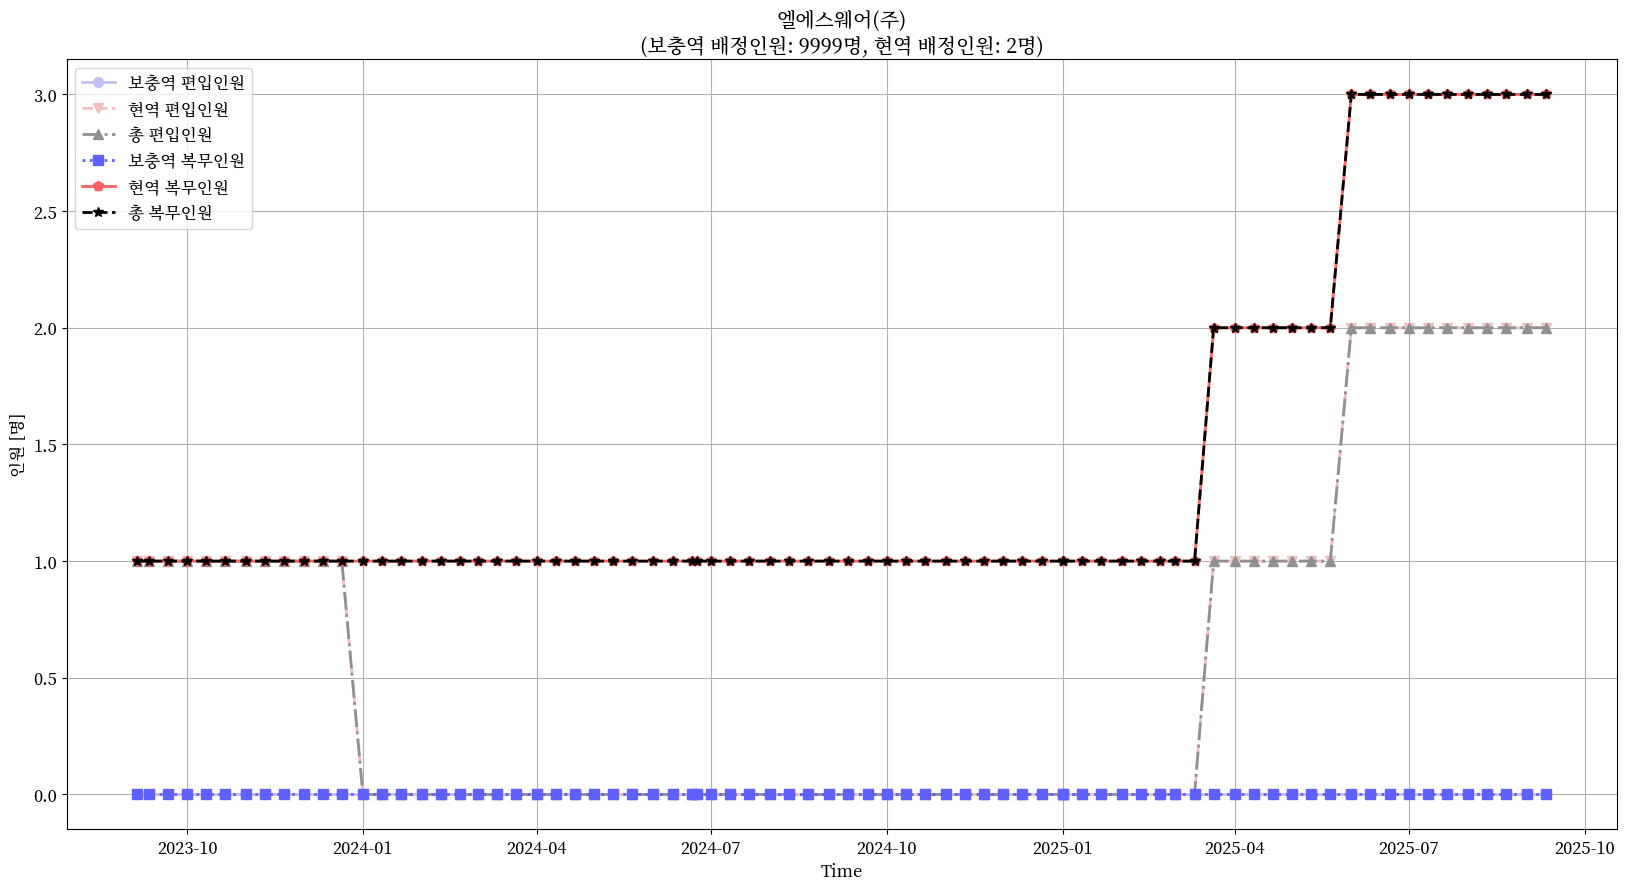 엘에스웨어(주)
(보충역 배정인원: 9999명, 현역 배정인원: 2명)
보충역 편입인원
현역 편입인원
총 편입인원
보충역 복무인원
현역 복무인원
총 복무인원
3.0
2.5
2.0
1.5
1.0
0.5
0.0
인원 [명]
2023-10
2024-01
2024-04
2024-07
2024-10
2025-01
2025-04
2025-07
2025-10
Time